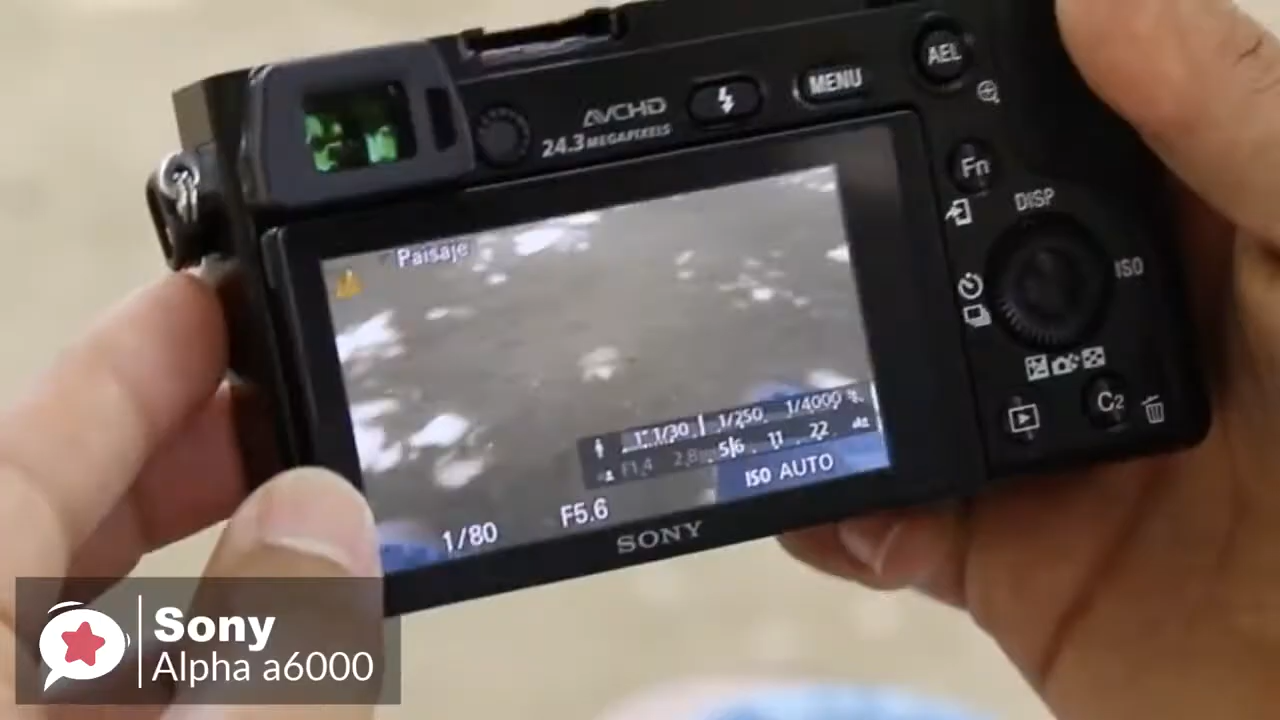 AEL
MENU
AVCHD
24.3 MEGAPIXELS
Fn
DISP
Paisaje
ISO
1" 1/30 1/250 1/4000
F1.4 2.8 5.6 11 22
ISO AUTO
C2
1/80 F5.6
SONY
Sony
Alpha a6000